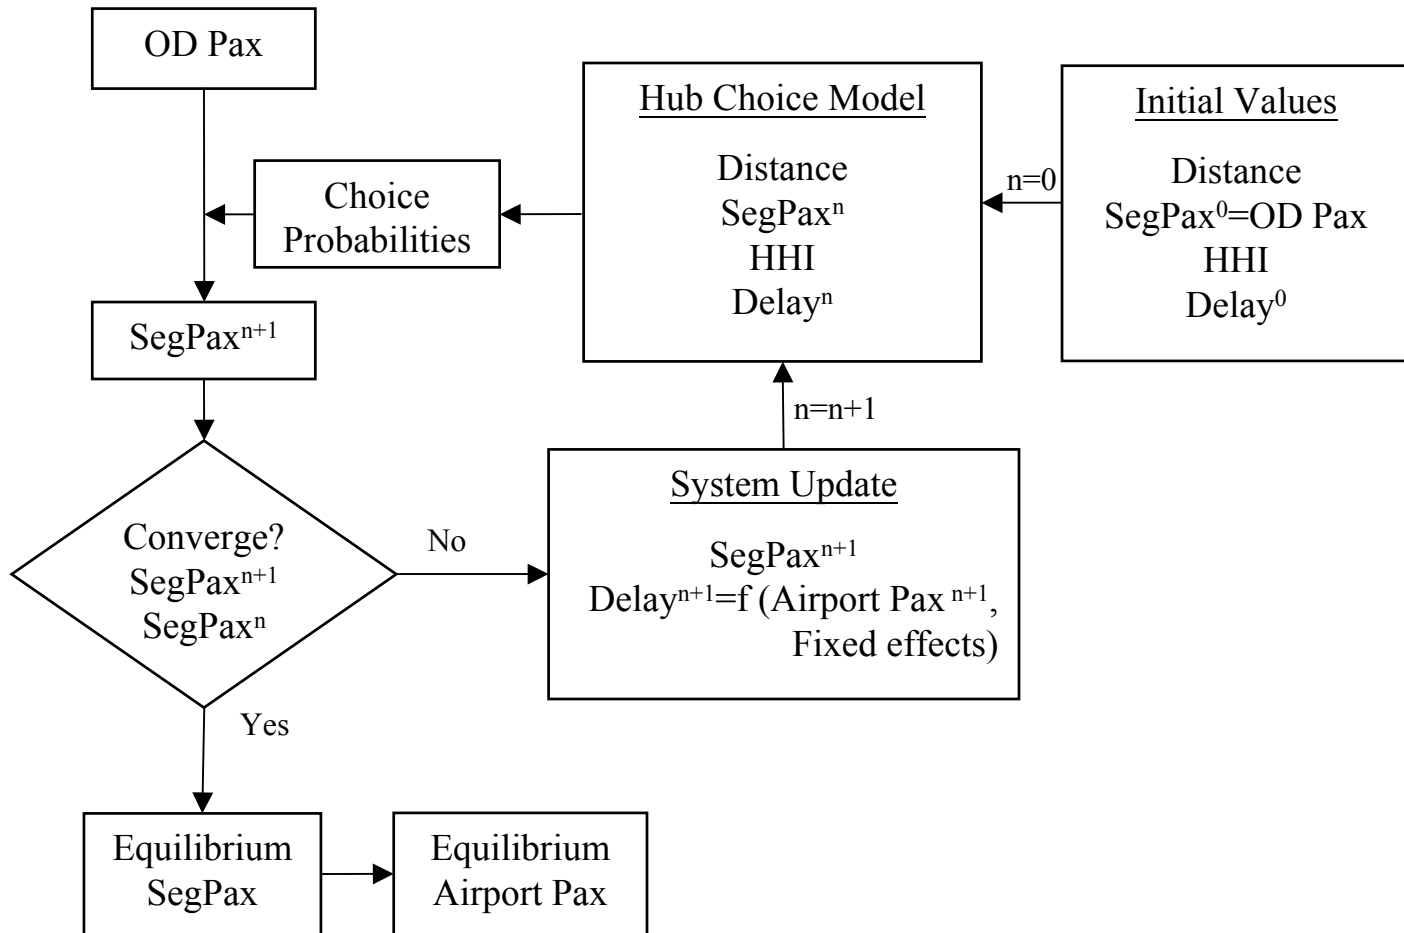 OD Pax
Hub Choice Model
Distance
SegPaxⁿ
HHI
Delayⁿ
Initial Values
Distance
SegPax⁰=OD Pax
HHI
Delay⁰
n=0
Choice
Probabilities
SegPaxⁿ⁺¹
n=n+1
Converge?
SegPaxⁿ⁺¹
SegPaxⁿ
No
System Update
SegPaxⁿ⁺¹
Delayⁿ⁺¹=f (Airport Pax ⁿ⁺¹,
Fixed effects)
Yes
Equilibrium
SegPax
Equilibrium
Airport Pax